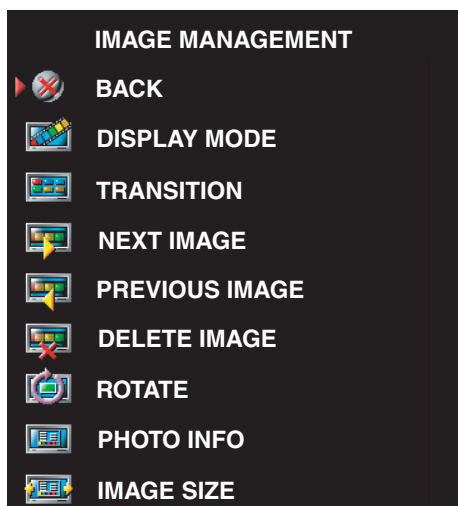 IMAGE MANAGEMENT
BACK
DISPLAY MODE
TRANSITION
NEXT IMAGE
PREVIOUS IMAGE
DELETE IMAGE
ROTATE
PHOTO INFO
IMAGE SIZE